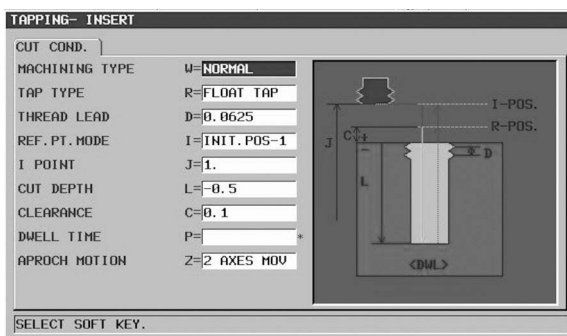 TAPPING- INSERT
CUT COND.
MACHINING TYPE W=NORMAL
TAP TYPE R=FLOAT TAP
THREAD LEAD D=0.0625
REF.PT.MODE I=INIT.POS-1
I POINT J=1.
CUT DEPTH L=-0.5
CLEARANCE C=0.1
DWELL TIME P= *
APROCH MOTION Z=2 AXES MOV
I-POS.
R-POS.
J
C
D
L
<DWL>
SELECT SOFT KEY.